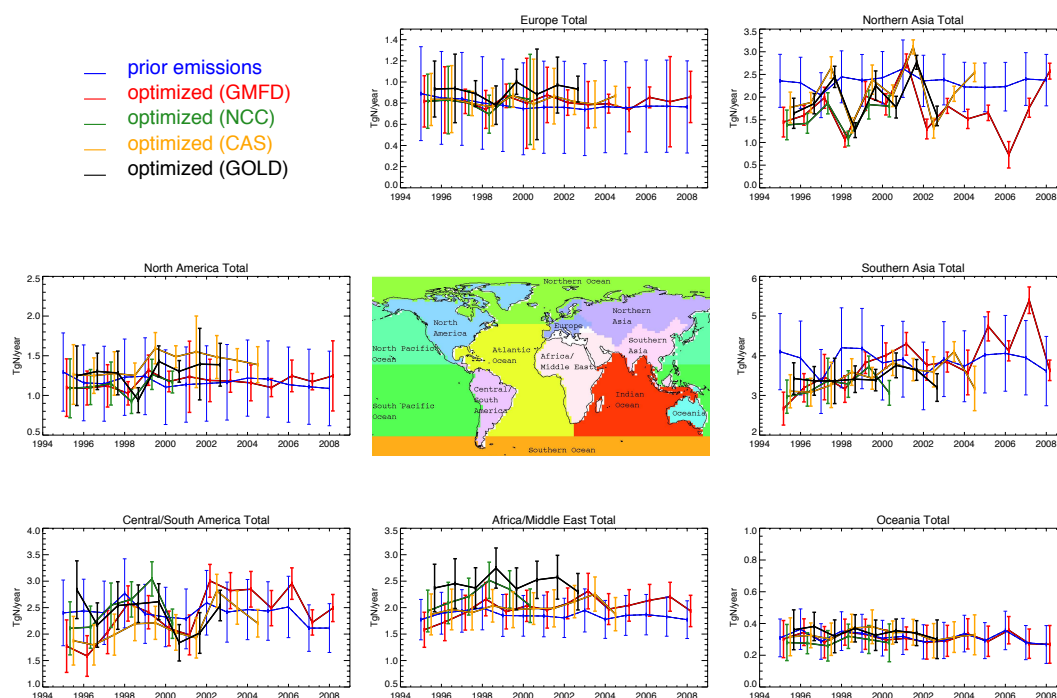 prior emissions
optimized (GMFD)
optimized (NCC)
optimized (CAS)
optimized (GOLD)
Europe Total
TgN/year
1.4
1.2
1.0
0.8
0.6
0.4
0.2
0.0
1994 1996 1998 2000 2002 2004 2006 2008
Northern Asia Total
TgN/year
3.5
3.0
2.5
2.0
1.5
1.0
0.5
0.0
1994 1996 1998 2000 2002 2004 2006 2008
North America Total
TgN/year
2.5
2.0
1.5
1.0
0.5
1994 1996 1998 2000 2002 2004 2006 2008
Northern Ocean
North
America
Northern
Asia
Europe
North Pacific
Ocean
Atlantic
Ocean
Africa/
Middle East
Southern
Asia
Central/
South
America
South Pacific
Ocean
Indian
Ocean
Oceania
Southern Ocean
Southern Asia Total
TgN/year
6
5
4
3
2
1994 1996 1998 2000 2002 2004 2006 2008
Central/South America Total
TgN/year
4.0
3.5
3.0
2.5
2.0
1.5
1.0
1994 1996 1998 2000 2002 2004 2006 2008
Africa/Middle East Total
TgN/year
3.5
3.0
2.5
2.0
1.5
1.0
0.5
1994 1996 1998 2000 2002 2004 2006 2008
Oceania Total
TgN/year
1.0
0.8
0.6
0.4
0.2
0.0
1994 1996 1998 2000 2002 2004 2006 2008